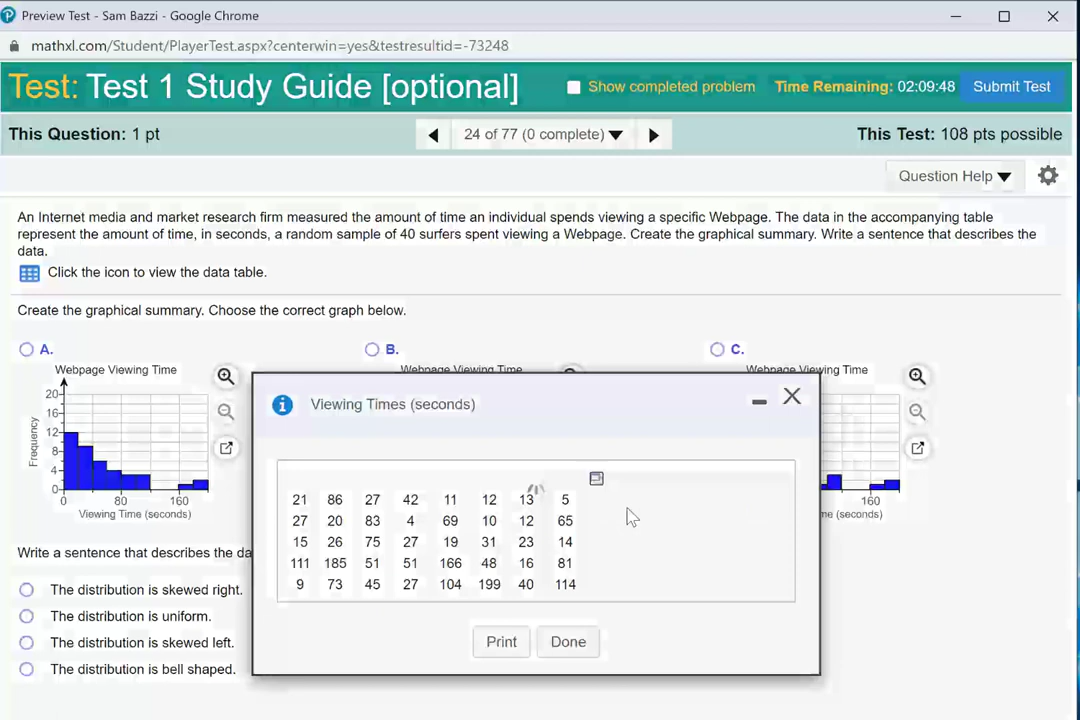 Preview Test - Sam Bazzi - Google Chrome
mathxl.com/Student/PlayerTest.aspx?centerwin=yes&testresultid=-73248
Test: Test 1 Study Guide [optional]
Show completed problem
Time Remaining: 02:09:48
Submit Test
This Question: 1 pt
24 of 77 (0 complete)
This Test: 108 pts possible
Question Help
An Internet media and market research firm measured the amount of time an individual spends viewing a specific Webpage. The data in the accompanying table
represent the amount of time, in seconds, a random sample of 40 surfers spent viewing a Webpage. Create the graphical summary. Write a sentence that describes the
data.
Click the icon to view the data table.
Create the graphical summary. Choose the correct graph below.
A.
B.
C.
Webpage Viewing Time
Webpage Viewing Time
Webpage Viewing Time
20
16
12
8
4
0
Frequency
0 80 160
Viewing Time (seconds)
160
me (seconds)
Viewing Times (seconds)
21 86 27 42 11 12 13 5
27 20 83 4 69 10 12 65
15 26 75 27 19 31 23 14
111 185 51 51 166 48 16 81
9 73 45 27 104 199 40 114
Print
Done
Write a sentence that describes the da
The distribution is skewed right.
The distribution is uniform.
The distribution is skewed left.
The distribution is bell shaped.